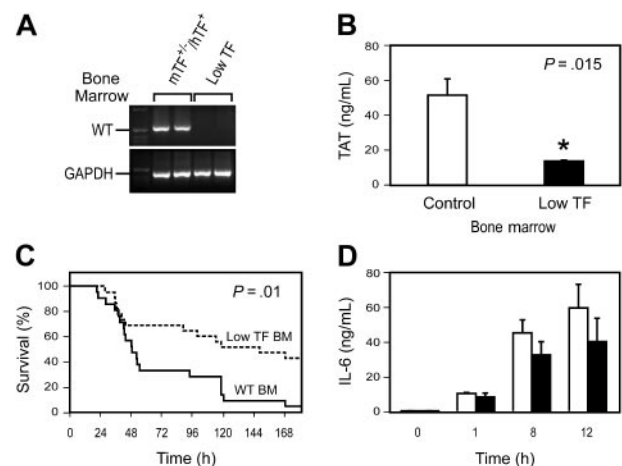 A
mTF+/-/hTF+
Low TF
Bone
Marrow
WT
GAPDH
B
P = .015
TAT (ng/mL)
80
60
40
20
0
*
Control
Low TF
Bone marrow
C
P = .01
Survival (%)
100
80
60
40
20
0
Low TF BM
WT BM
0 24 48 72 96 120 144 168
Time (h)
D
IL-6 (ng/mL)
80
60
40
20
0
0 1 8 12
Time (h)